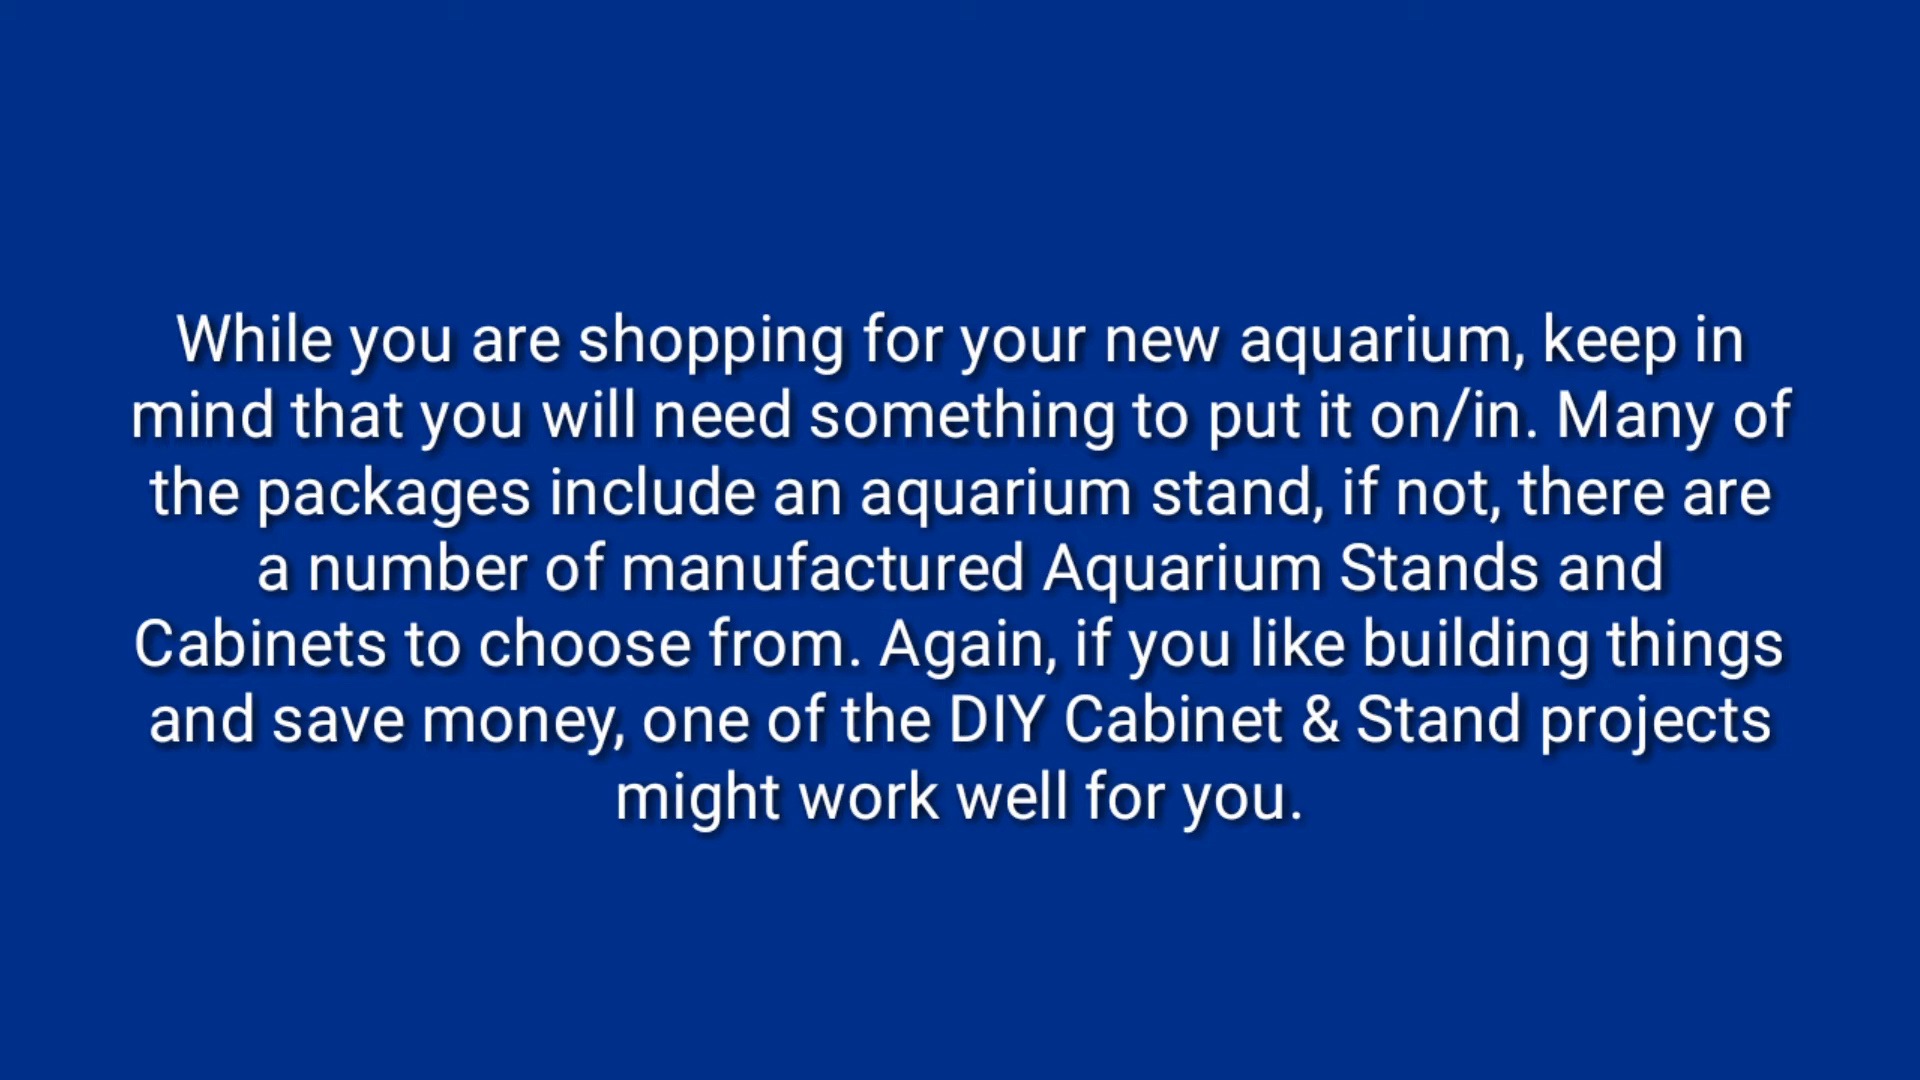 While you are shopping for your new aquarium, keep in
mind that you will need something to put it on/in. Many of
the packages include an aquarium stand, if not, there are
a number of manufactured Aquarium Stands and
Cabinets to choose from. Again, if you like building things
and save money, one of the DIY Cabinet & Stand projects
might work well for you.